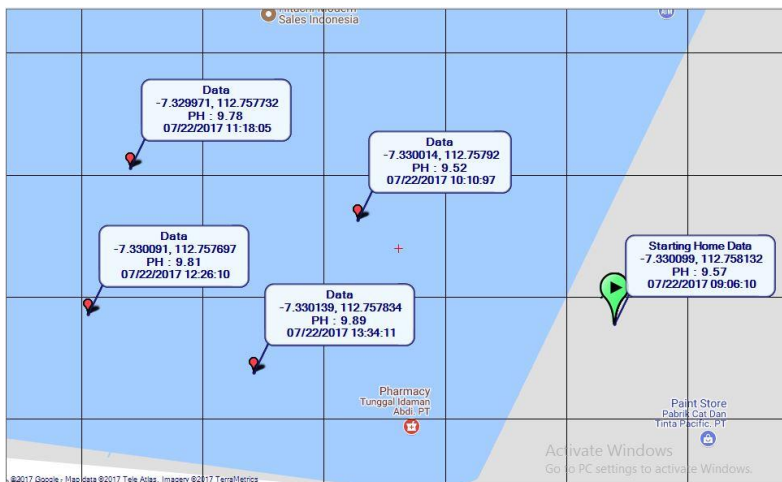 Hitachi Modern
Sales Indonesia
Data
-7.329971, 112.757732
PH : 9.78
07/22/2017 11:18:05
Data
-7.330014, 112.75792
PH : 9.52
07/22/2017 10:10:97
Data
-7.330091, 112.757697
PH : 9.81
07/22/2017 12:26:10
Starting Home Data
-7.330099, 112.758132
PH : 9.57
07/22/2017 09:06:10
Data
-7.330139, 112.757834
PH : 9.89
07/22/2017 13:34:11
Pharmacy
Tunggal Idaman
Abdi. PT
Paint Store
Pabrik Cat Dan
Tinta Pacific. PT
Activate Windows
Go to PC settings to activate Windows.
©2017 Google - Map data ©2017 Tele Atlas, Imagery ©2017 TerraMetrics